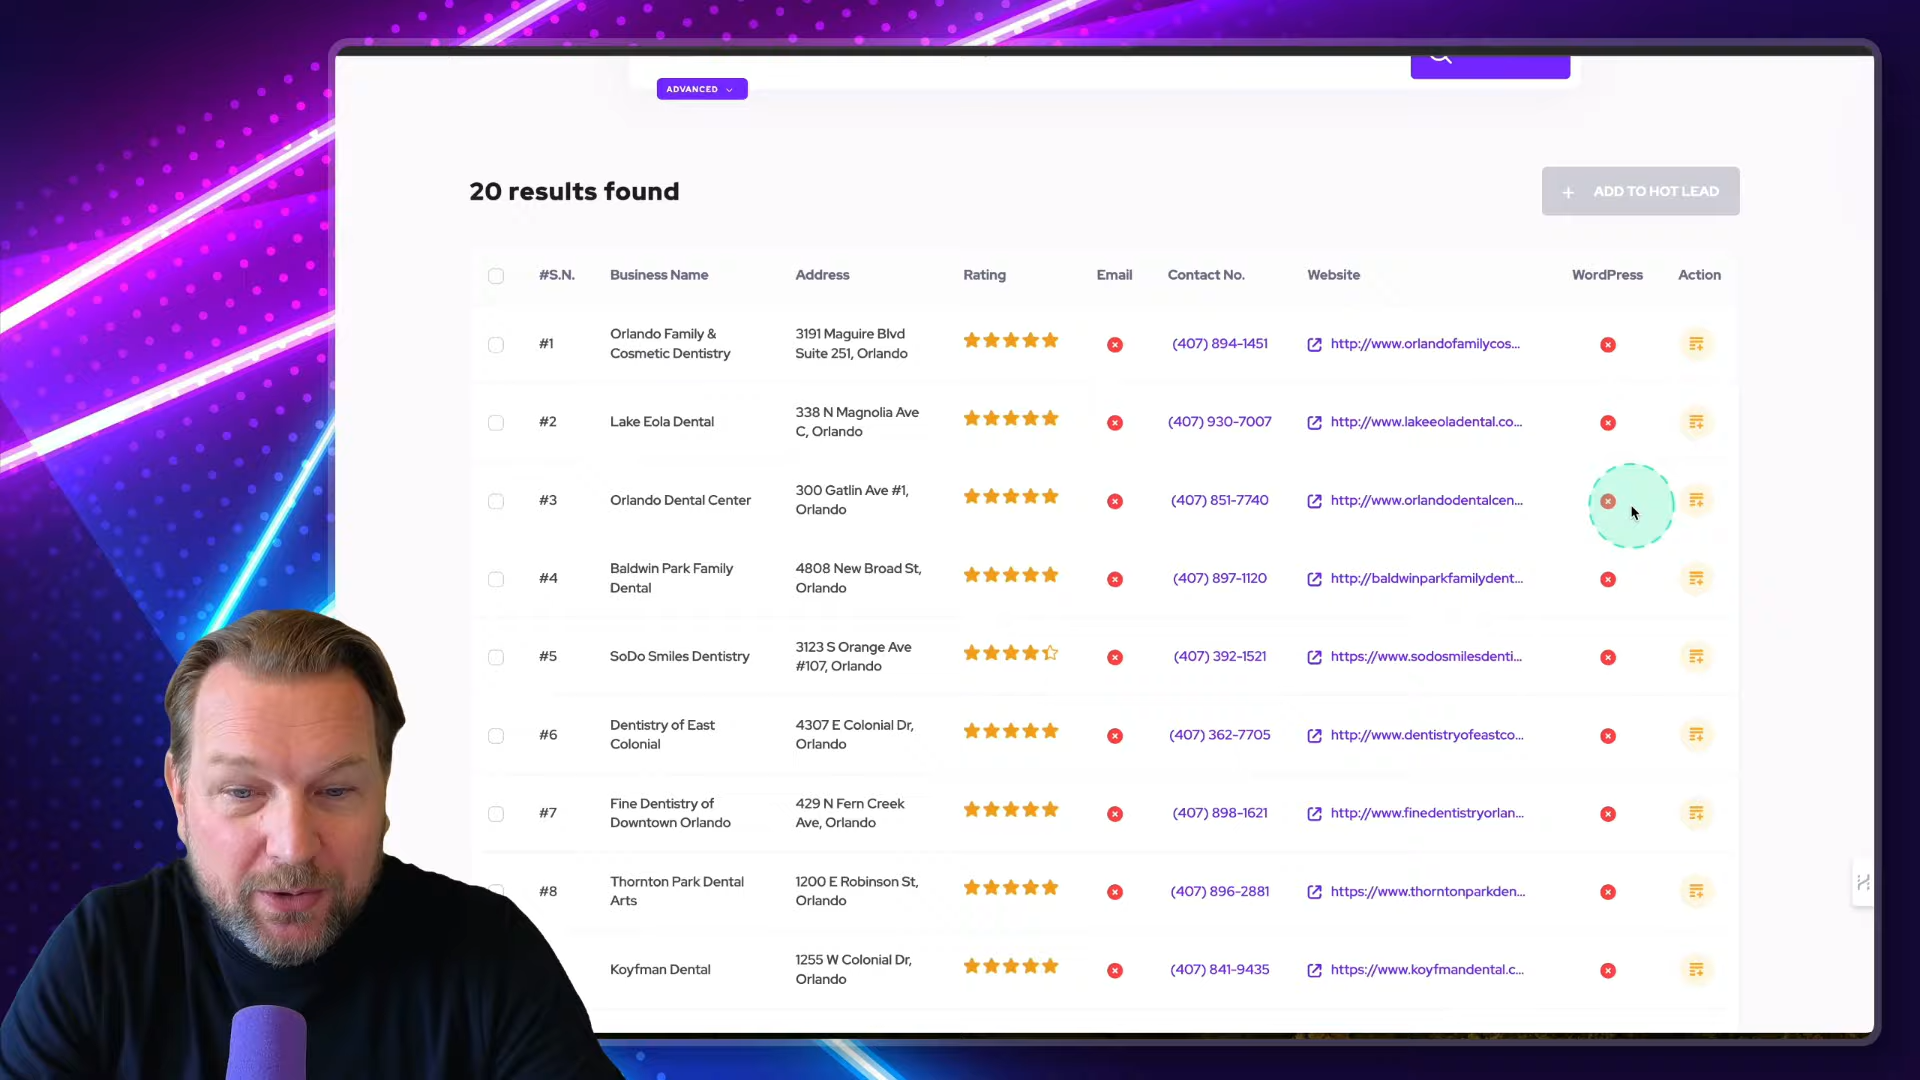 ADVANCED
20 results found
+ ADD TO HOT LEAD
#S.N. Business Name Address Rating Email Contact No. Website WordPress Action
#1 Orlando Family & Cosmetic Dentistry 3191 Maguire Blvd Suite 251, Orlando (407) 894-1451 http://www.orlandofamilycos...
#2 Lake Eola Dental 338 N Magnolia Ave C, Orlando (407) 930-7007 http://www.lakeeoladental.co...
#3 Orlando Dental Center 300 Gatlin Ave #1, Orlando (407) 851-7740 http://www.orlandodentalcen...
#4 Baldwin Park Family Dental 4808 New Broad St, Orlando (407) 897-1120 http://baldwinparkfamilydent...
#5 SoDo Smiles Dentistry 3123 S Orange Ave #107, Orlando (407) 392-1521 https://www.sodosmilesdenti...
#6 Dentistry of East Colonial 4307 E Colonial Dr, Orlando (407) 362-7705 http://www.dentistryofeastco...
#7 Fine Dentistry of Downtown Orlando 429 N Fern Creek Ave, Orlando (407) 898-1621 http://www.finedentistryorlan...
#8 Thornton Park Dental Arts 1200 E Robinson St, Orlando (407) 896-2881 https://www.thorntonparkden...
Koyfman Dental 1255 W Colonial Dr, Orlando (407) 841-9435 https://www.koyfmandental.c...